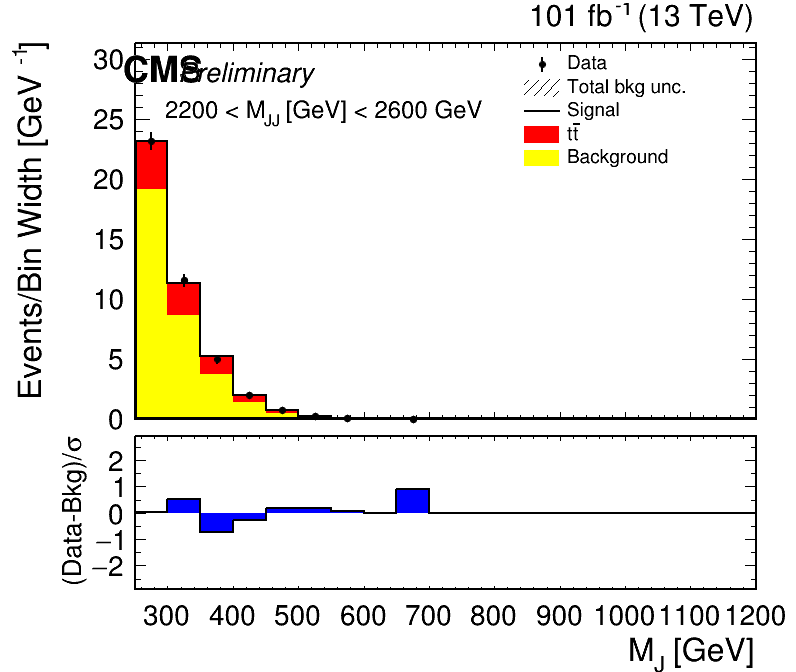 101 fb⁻¹ (13 TeV)
CMS Preliminary
2200 < M_JJ [GeV] < 2600 GeV
Data
Total bkg unc.
Signal
tt̄
Background
Events/Bin Width [GeV⁻¹]
30
25
20
15
10
5
0
(Data-Bkg)/σ
2
1
0
−1
−2
300 400 500 600 700 800 900 1000 1100 1200
M_J [GeV]